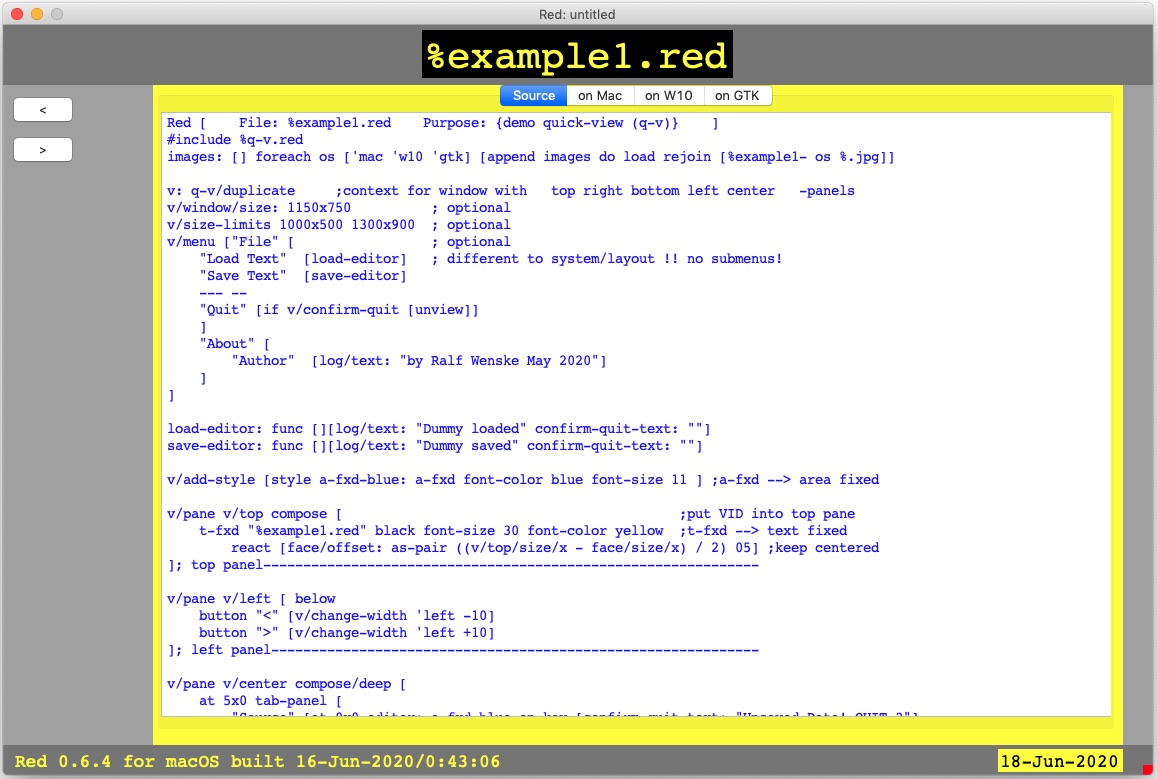 Red: untitled
%example1.red
<
>
Source on Mac on W10 on GTK
Red [    File: %example1.red    Purpose: {demo quick-view (q-v)}    ]
#include %q-v.red
images: [] foreach os ['mac 'w10 'gtk] [append images do load rejoin [%example1- os %.jpg]]

v: q-v/duplicate     ;context for window with   top right bottom left center   -panels
v/window/size: 1150x750          ; optional
v/size-limits 1000x500 1300x900  ; optional
v/menu ["File" [                 ; optional
    "Load Text"  [load-editor]   ; different to system/layout !! no submenus!
    "Save Text"  [save-editor]
    --- --
    "Quit" [if v/confirm-quit [unview]]
    ]
    "About" [
        "Author"  [log/text: "by Ralf Wenske May 2020"]
    ]
]

load-editor: func [][log/text: "Dummy loaded" confirm-quit-text: ""]
save-editor: func [][log/text: "Dummy saved" confirm-quit-text: ""]

v/add-style [style a-fxd-blue: a-fxd font-color blue font-size 11 ] ;a-fxd --> area fixed

v/pane v/top compose [                                          ;put VID into top pane
    t-fxd "%example1.red" black font-size 30 font-color yellow  ;t-fxd --> text fixed
        react [face/offset: as-pair ((v/top/size/x - face/size/x) / 2) 05] ;keep centered
]; top panel--------------------------------------------------------------

v/pane v/left [ below
    button "<" [v/change-width 'left -10]
    button ">" [v/change-width 'left +10]
]; left panel-------------------------------------------------------------

v/pane v/center compose/deep [
    at 5x0 tab-panel [
Red 0.6.4 for macOS built 16-Jun-2020/0:43:06
18-Jun-2020